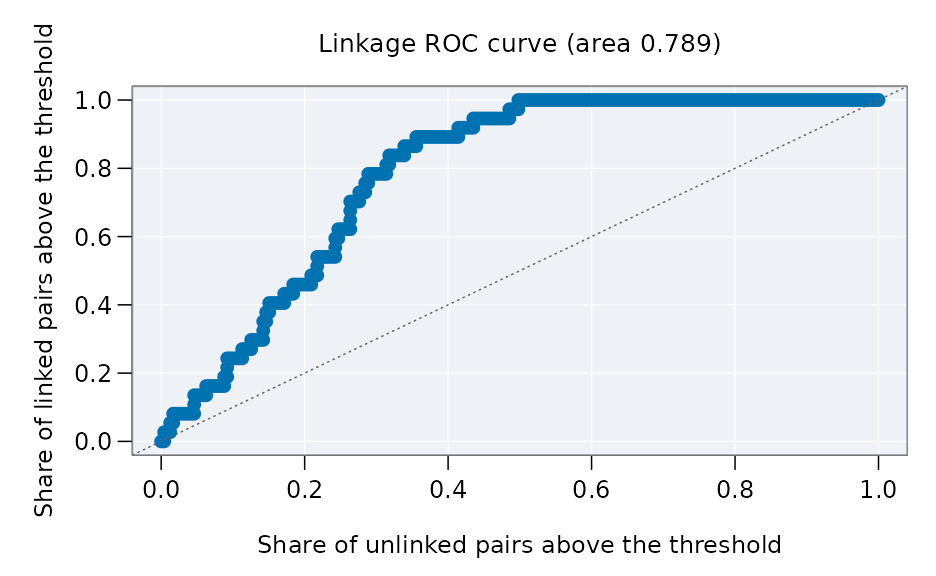 Linkage ROC curve (area 0.789)
Share of linked pairs above the threshold
1.0
0.8
0.6
0.4
0.2
0.0
0.0 0.2 0.4 0.6 0.8 1.0
Share of unlinked pairs above the threshold